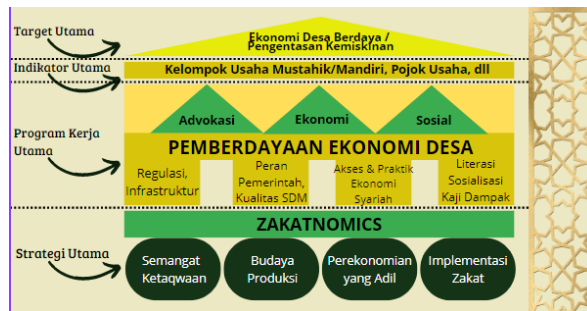 Target Utama
Ekonomi Desa Berdaya /
Pengentasan Kemiskinan
Indikator Utama
Kelompok Usaha Mustahik/Mandiri, Pojok Usaha, dll
Program Kerja
Utama
Advokasi
Ekonomi
Sosial
PEMBERDAYAAN EKONOMI DESA
Regulasi,
Infrastruktur
Peran
Pemerintah,
Kualitas SDM
Akses & Praktik
Ekonomi
Syariah
Literasi
Sosialisasi
Kaji Dampak
ZAKATNOMICS
Strategi Utama
Semangat
Ketaqwaan
Budaya
Produksi
Perekonomian
yang Adil
Implementasi
Zakat